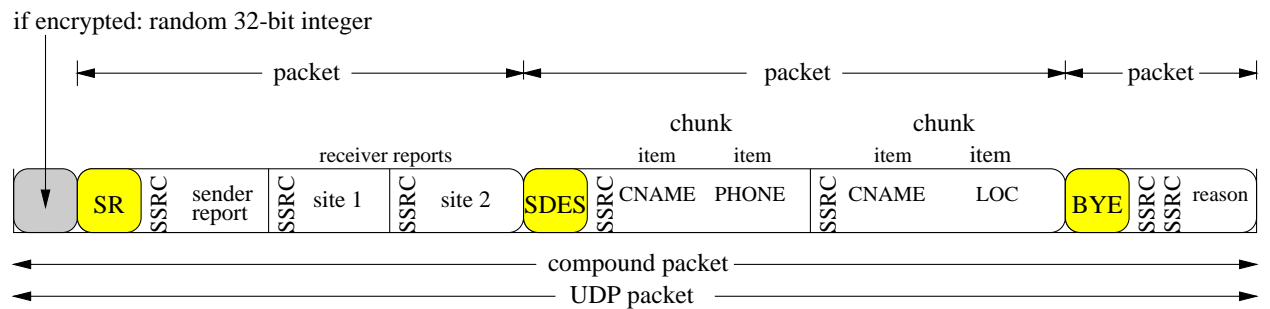 if encrypted: random 32-bit integer
packet packet packet
chunk chunk
receiver reports item item item item
SR SSRC sender report SSRC site 1 SSRC site 2 SDES SSRC CNAME PHONE SSRC CNAME LOC BYE SSRC SSRC reason
compound packet
UDP packet